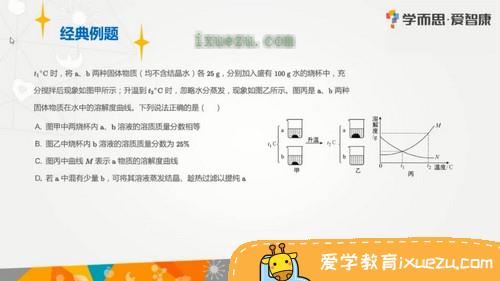 经典例题
学而思·爱智康
ixuezu.com
t₁°C 时，将 a、b 两种固体物质（均不含结晶水）各 25 g，分别加入盛有 100 g 水的烧杯中，充
分搅拌后现象如图甲所示；升温到 t₂°C 时，忽略水分蒸发，现象如图乙所示。图丙是 a、b 两种
固体物质在水中的溶解度曲线。下列说法正确的是（ ）
A. 图甲中两烧杯内 a、b 溶液的溶质质量分数相等
B. 图乙中烧杯内 b 溶液的溶质质量分数为 25%
C. 图丙中曲线 M 表示 a 物质的溶解度曲线
D. 若 a 中混有少量 b，可将其溶液蒸发结晶、趁热过滤以提纯 a
t₁°C
a
b
甲
升温
t₂°C
a
b
乙
溶解度/g
M
N
0
t₁
t₂
温度/°C
丙
爱学教育ixuezu.com